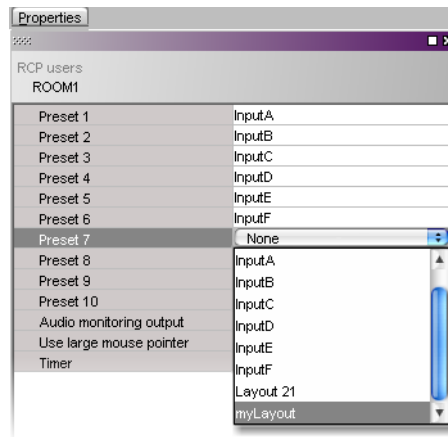 Properties
RCP users
ROOM1
Preset 1 InputA
Preset 2 InputB
Preset 3 InputC
Preset 4 InputD
Preset 5 InputE
Preset 6 InputF
Preset 7 None
Preset 8 InputA
Preset 9 InputB
Preset 10 InputC
Audio monitoring output InputD
Use large mouse pointer InputE
Timer InputF
Layout 21
myLayout